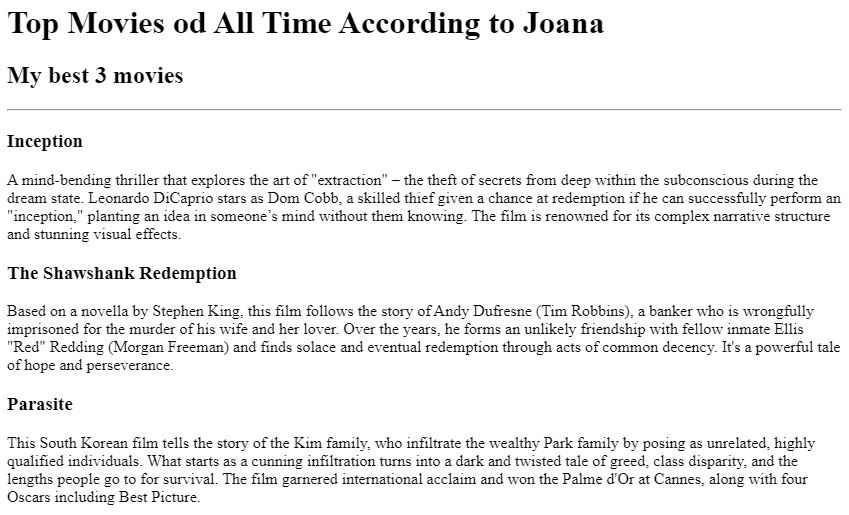 Top Movies od All Time According to Joana
My best 3 movies
Inception
A mind-bending thriller that explores the art of "extraction" – the theft of secrets from deep within the subconscious during the
dream state. Leonardo DiCaprio stars as Dom Cobb, a skilled thief given a chance at redemption if he can successfully perform an
"inception," planting an idea in someone’s mind without them knowing. The film is renowned for its complex narrative structure
and stunning visual effects.
The Shawshank Redemption
Based on a novella by Stephen King, this film follows the story of Andy Dufresne (Tim Robbins), a banker who is wrongfully
imprisoned for the murder of his wife and her lover. Over the years, he forms an unlikely friendship with fellow inmate Ellis
"Red" Redding (Morgan Freeman) and finds solace and eventual redemption through acts of common decency. It's a powerful tale
of hope and perseverance.
Parasite
This South Korean film tells the story of the Kim family, who infiltrate the wealthy Park family by posing as unrelated, highly
qualified individuals. What starts as a cunning infiltration turns into a dark and twisted tale of greed, class disparity, and the
lengths people go to for survival. The film garnered international acclaim and won the Palme d'Or at Cannes, along with four
Oscars including Best Picture.